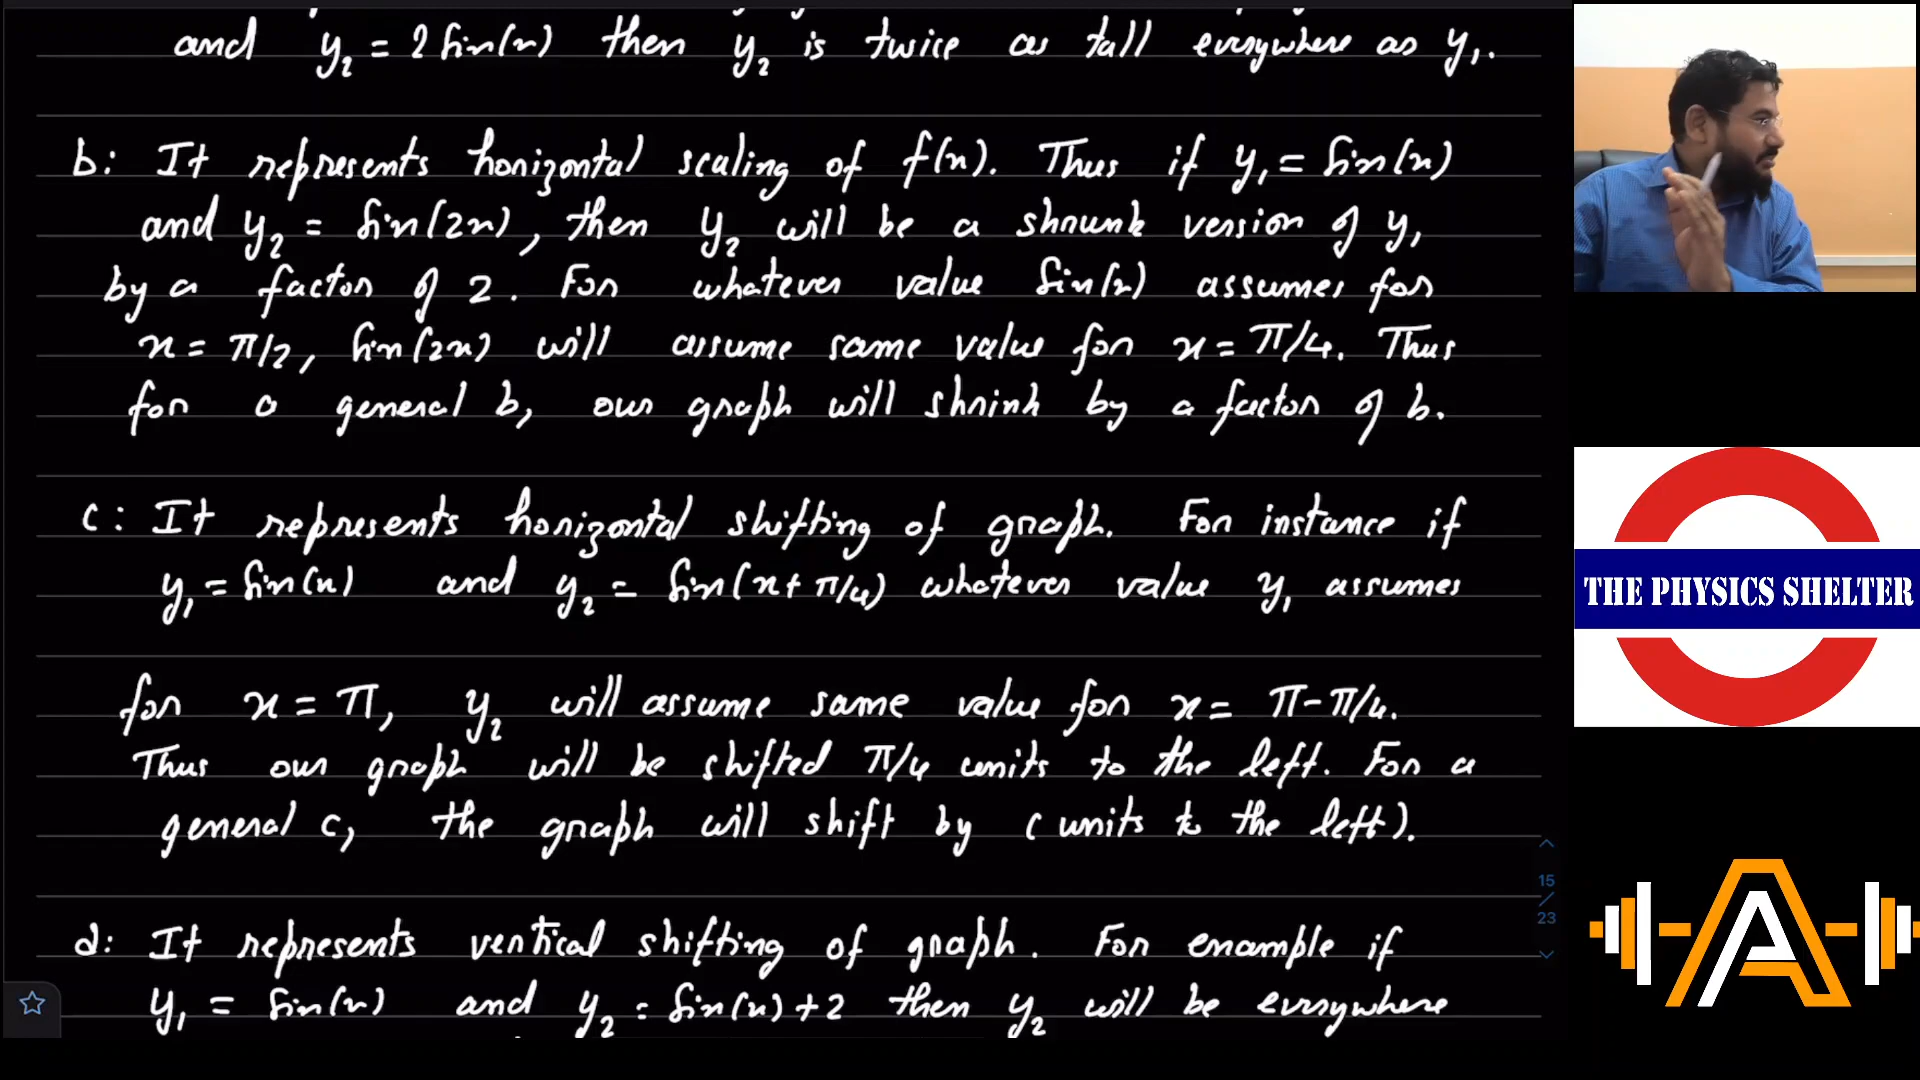 and y₂ = 2 Sin(x) then y₂ is twice as tall everywhere as y₁.
b: It represents horizontal scaling of f(x). Thus if y₁ = Sin(x)
and y₂ = Sin(2x), then y₂ will be a shrunk version of y₁
by a factor of 2. For whatever value Sin(x) assumes for
x = π/2, Sin(2x) will assume same value for x = π/4. Thus
for a general b, our graph will shrink by a factor of b.
c: It represents horizontal shifting of graph. For instance if
y₁ = Sin(x) and y₂ = Sin(x+π/4) whatever value y₁ assumes
for x = π, y₂ will assume same value for x = π-π/4.
Thus our graph will be shifted π/4 units to the left. For a
general c, the graph will shift by c units to the left).
d: It represents vertical shifting of graph. For example if
y₁ = Sin(x) and y₂ = Sin(x)+2 then y₂ will be everywhere
15
/
23
THE PHYSICS SHELTER
A